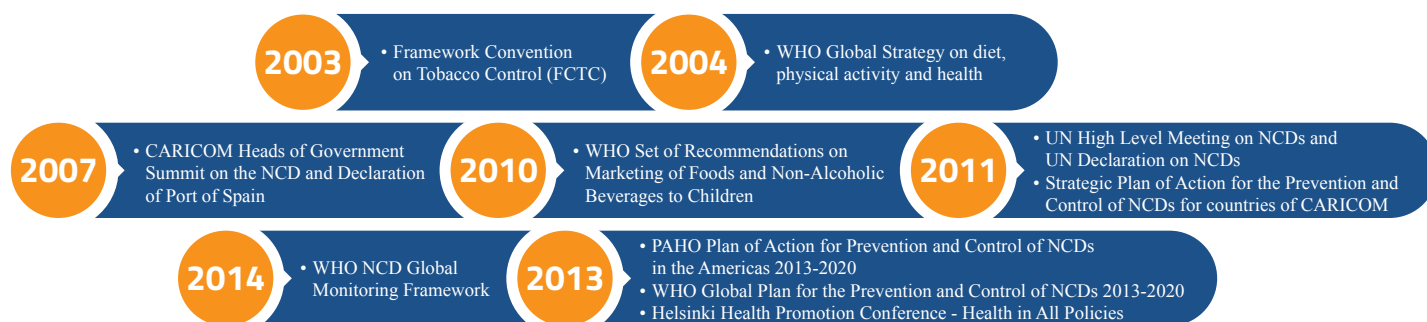 2003
• Framework Convention
on Tobacco Control (FCTC)
2004
• WHO Global Strategy on diet,
physical activity and health
2007
• CARICOM Heads of Government
Summit on the NCD and Declaration
of Port of Spain
2010
• WHO Set of Recommendations on
Marketing of Foods and Non-Alcoholic
Beverages to Children
2011
• UN High Level Meeting on NCDs and
UN Declaration on NCDs
• Strategic Plan of Action for the Prevention and
Control of NCDs for countries of CARICOM
2014
• WHO NCD Global
Monitoring Framework
2013
• PAHO Plan of Action for Prevention and Control of NCDs
in the Americas 2013-2020
• WHO Global Plan for the Prevention and Control of NCDs 2013-2020
• Helsinki Health Promotion Conference - Health in All Policies